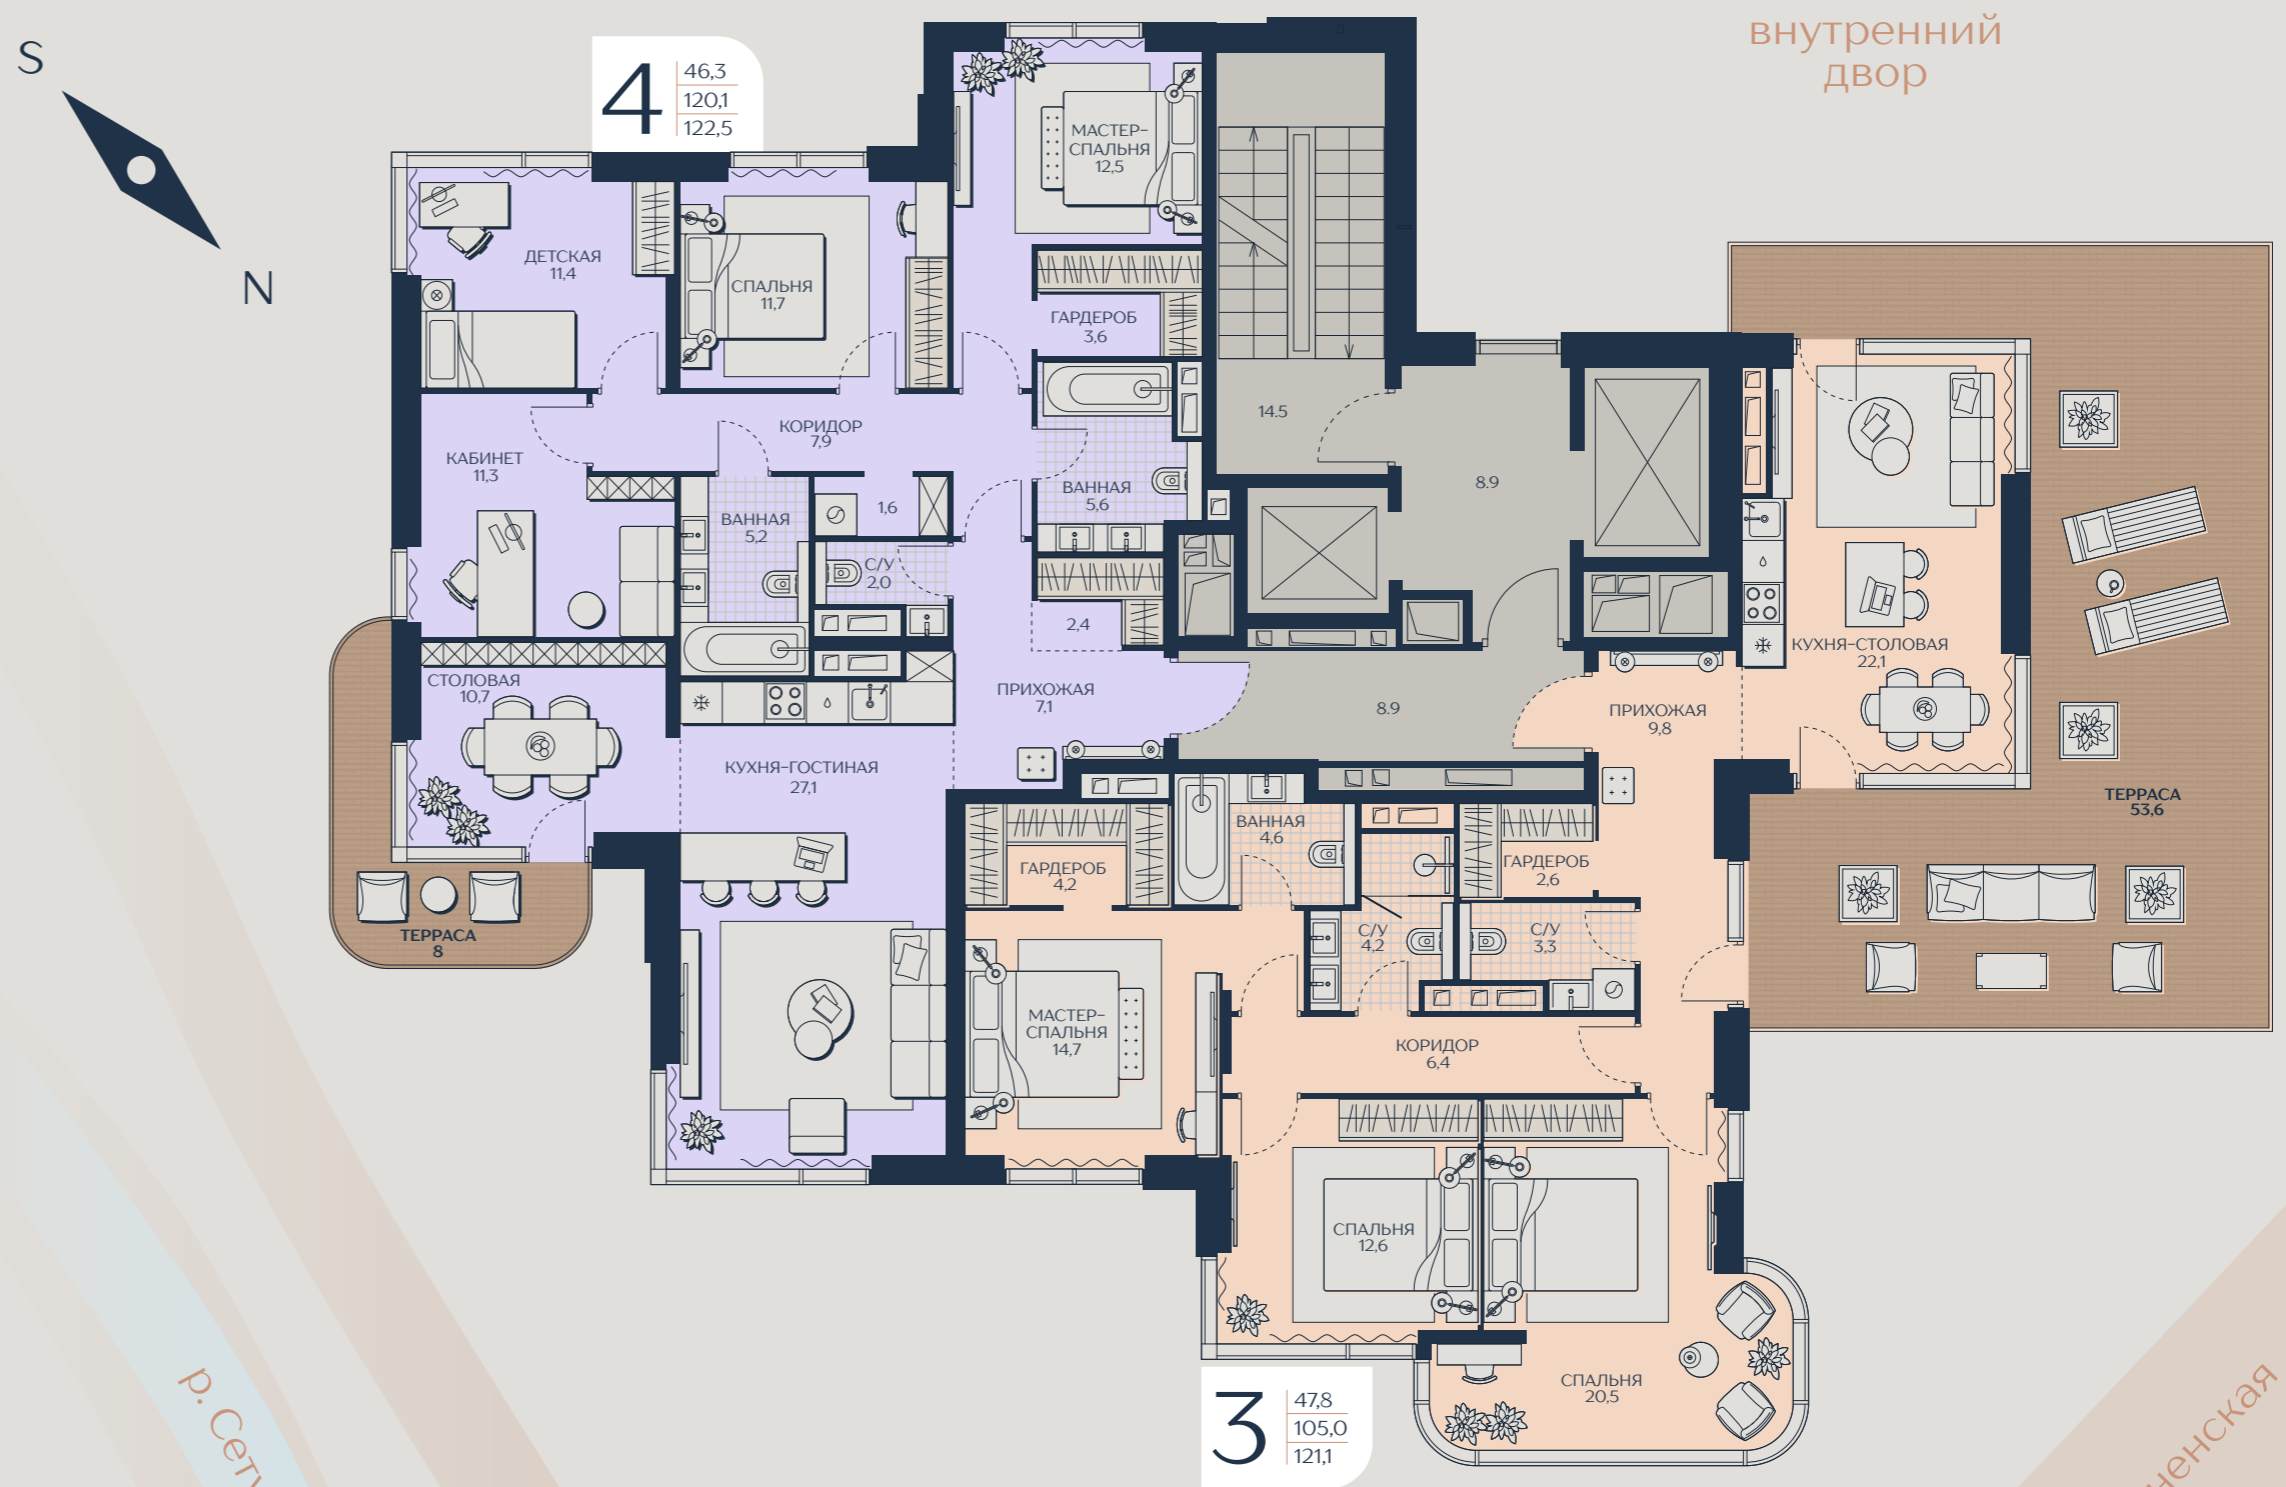 внутренний
двор
S
N
4
46,3
120,1
122,5
МАСТЕР-
СПАЛЬНЯ
12,5
ДЕТСКАЯ
11,4
СПАЛЬНЯ
11,7
ГАРДЕРОБ
3,6
КОРИДОР
7,9
14.5
8.9
КАБИНЕТ
11,3
ВАННАЯ
5,6
ВАННАЯ
5,2
1,6
С/У
2,0
2,4
КУХНЯ-СТОЛОВАЯ
22,1
СТОЛОВАЯ
10,7
ПРИХОЖАЯ
7,1
8.9
ПРИХОЖАЯ
9,8
КУХНЯ-ГОСТИНАЯ
27,1
ТЕРРАСА
53,6
ВАННАЯ
4,6
ГАРДЕРОБ
4,2
ГАРДЕРОБ
2,6
ТЕРРАСА
8
С/У
4,2
С/У
3,3
МАСТЕР-
СПАЛЬНЯ
14,7
КОРИДОР
6,4
СПАЛЬНЯ
12,6
СПАЛЬНЯ
20,5
3
47,8
105,0
121,1
р.